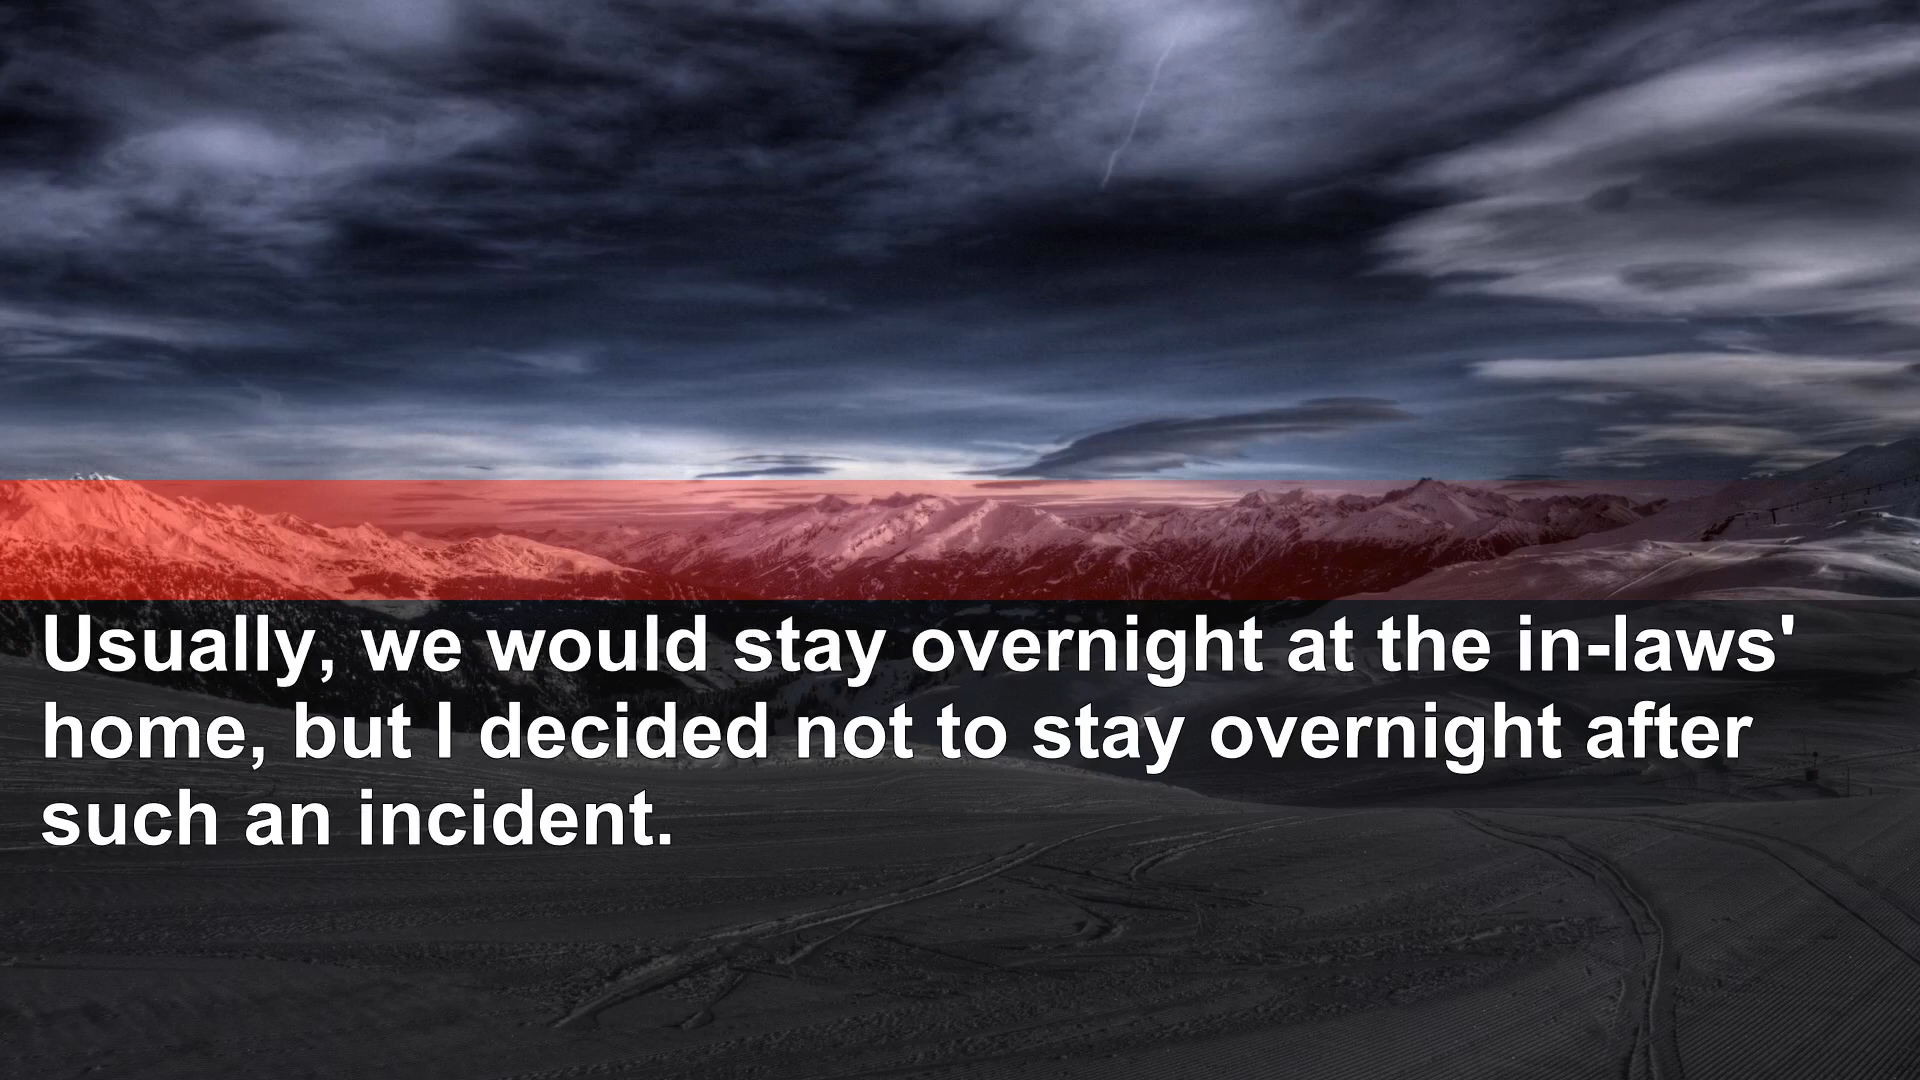 Usually, we would stay overnight at the in-laws'
home, but I decided not to stay overnight after
such an incident.